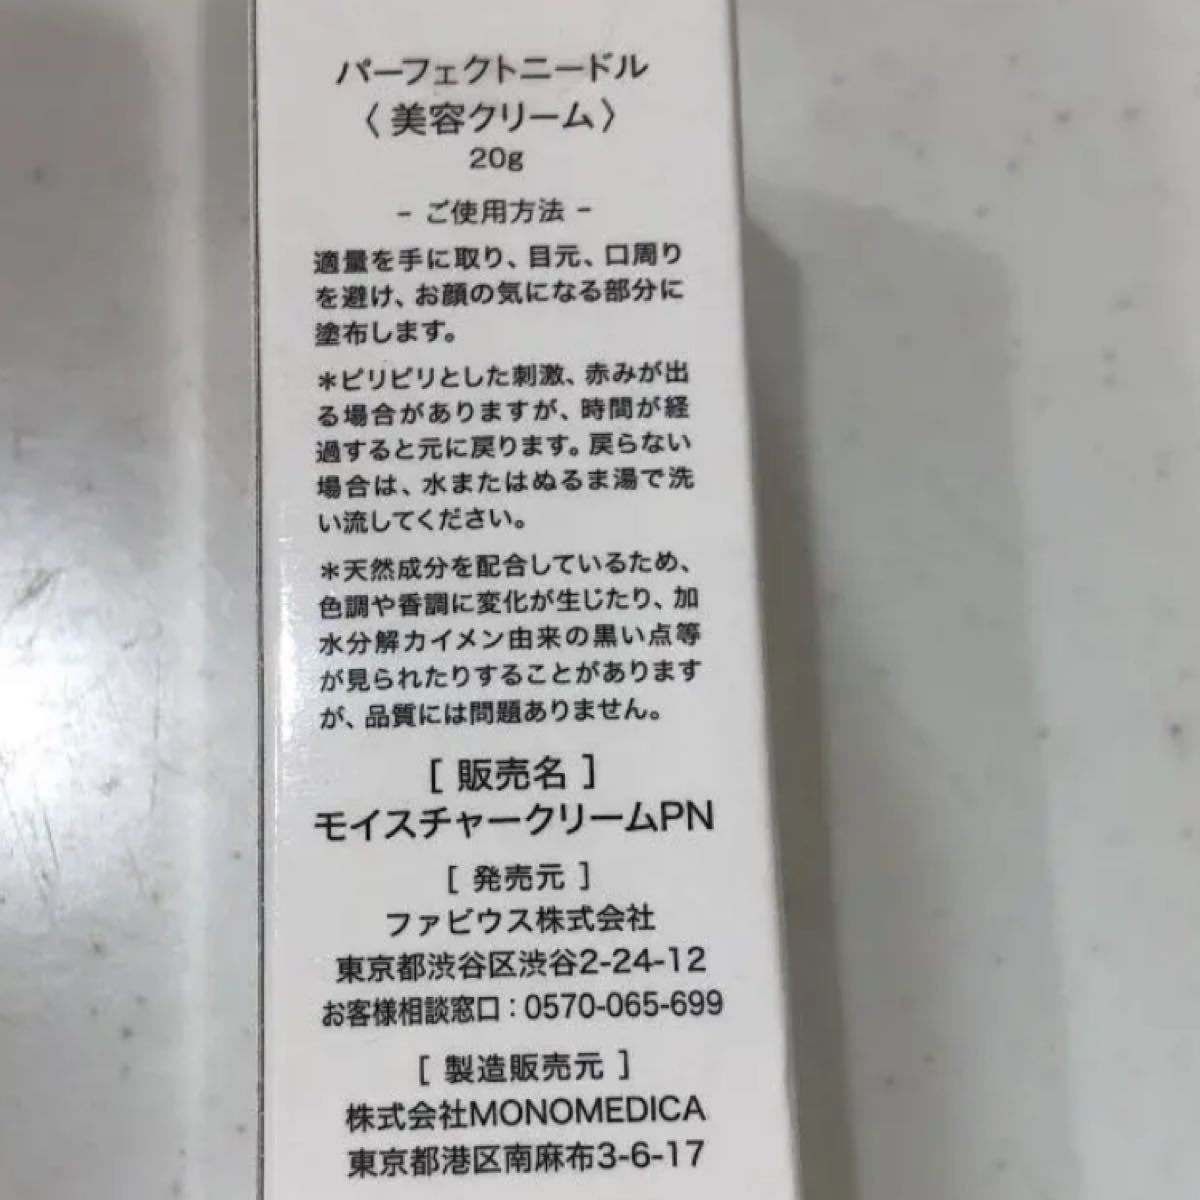 パーフェクトニードル
〈美容クリーム〉
20g
- ご使用方法 -
適量を手に取り、目元、口周り
を避け、お顔の気になる部分に
塗布します。
＊ピリピリとした刺激、赤みが出
る場合がありますが、時間が経
過すると元に戻ります。戻らない
場合は、水またはぬるま湯で洗
い流してください。
＊天然成分を配合しているため、
色調や香調に変化が生じたり、加
水分解カイメン由来の黒い点等
が見られたりすることがあります
が、品質には問題ありません。
[ 販売名 ]
モイスチャークリームPN
[ 発売元 ]
ファビウス株式会社
東京都渋谷区渋谷2-24-12
お客様相談窓口：0570-065-699
[ 製造販売元 ]
株式会社MONOMEDICA
東京都港区南麻布3-6-17